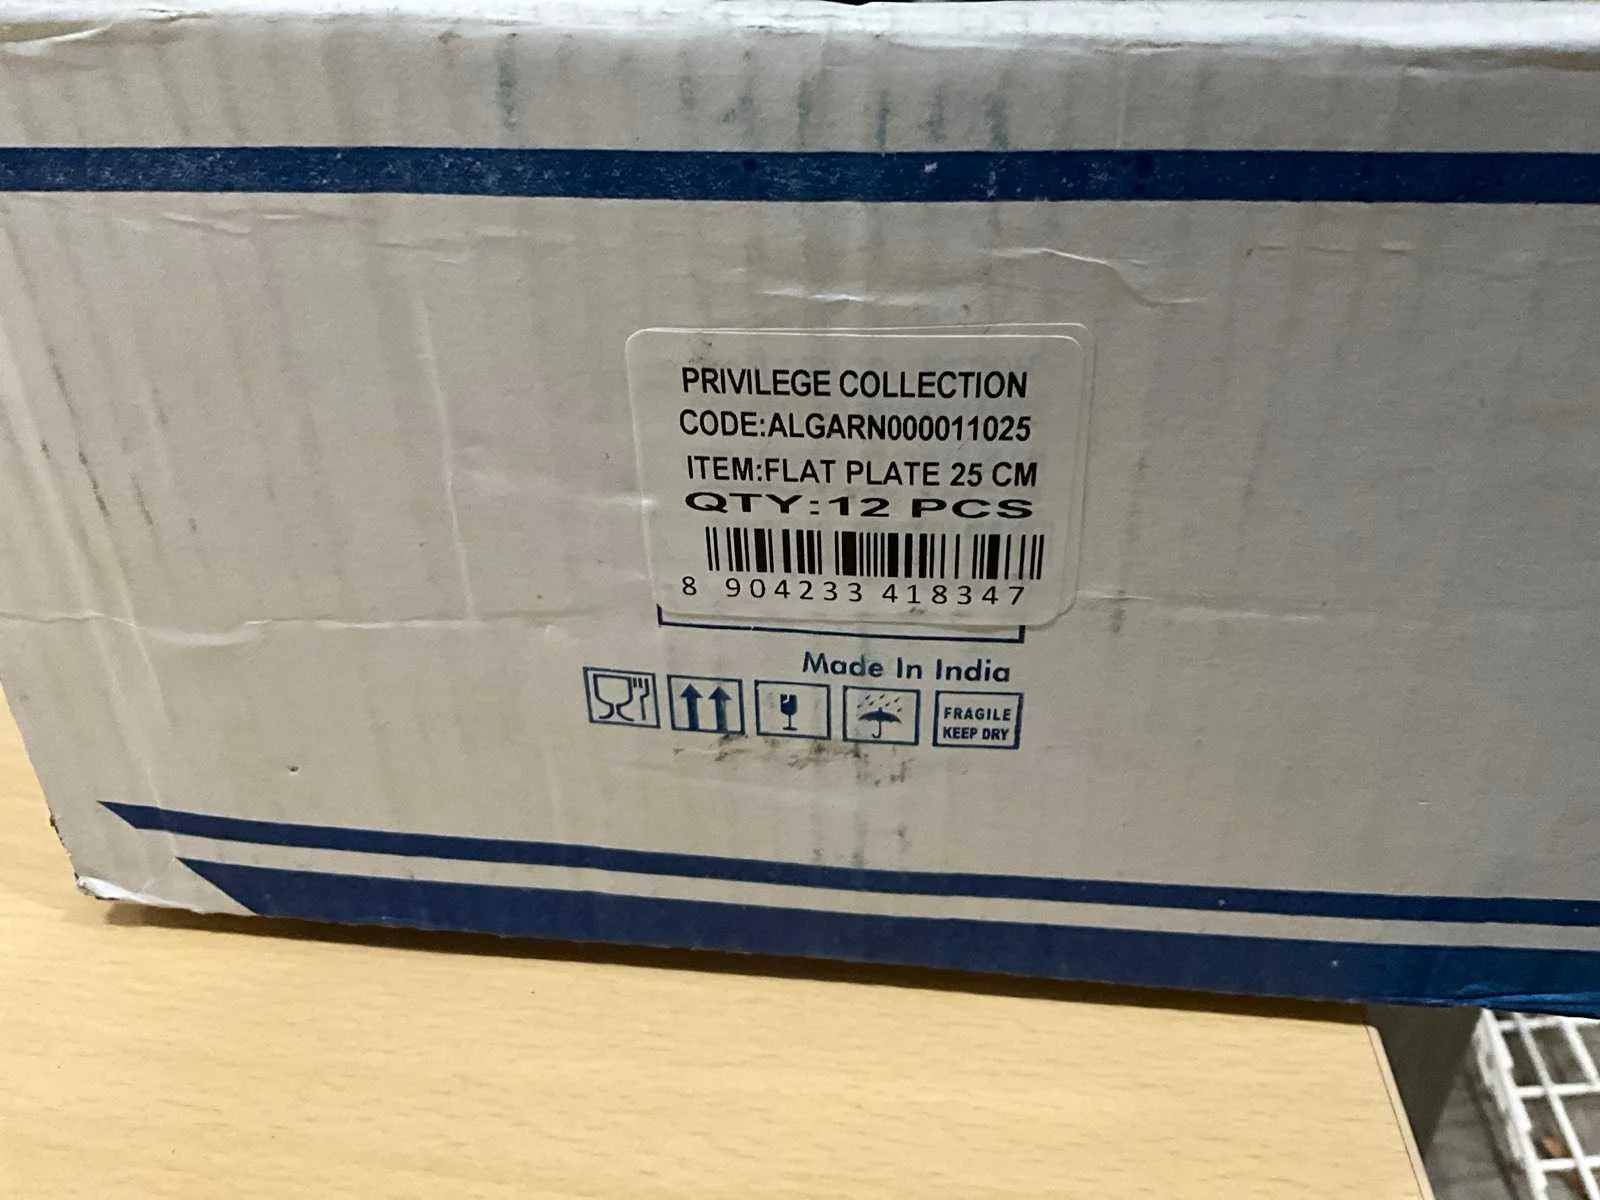 PRIVILEGE COLLECTION
CODE:ALGARN000011025
ITEM:FLAT PLATE 25 CM
QTY:12 PCS
8 904233 418347
Made In India
FRAGILE
KEEP DRY